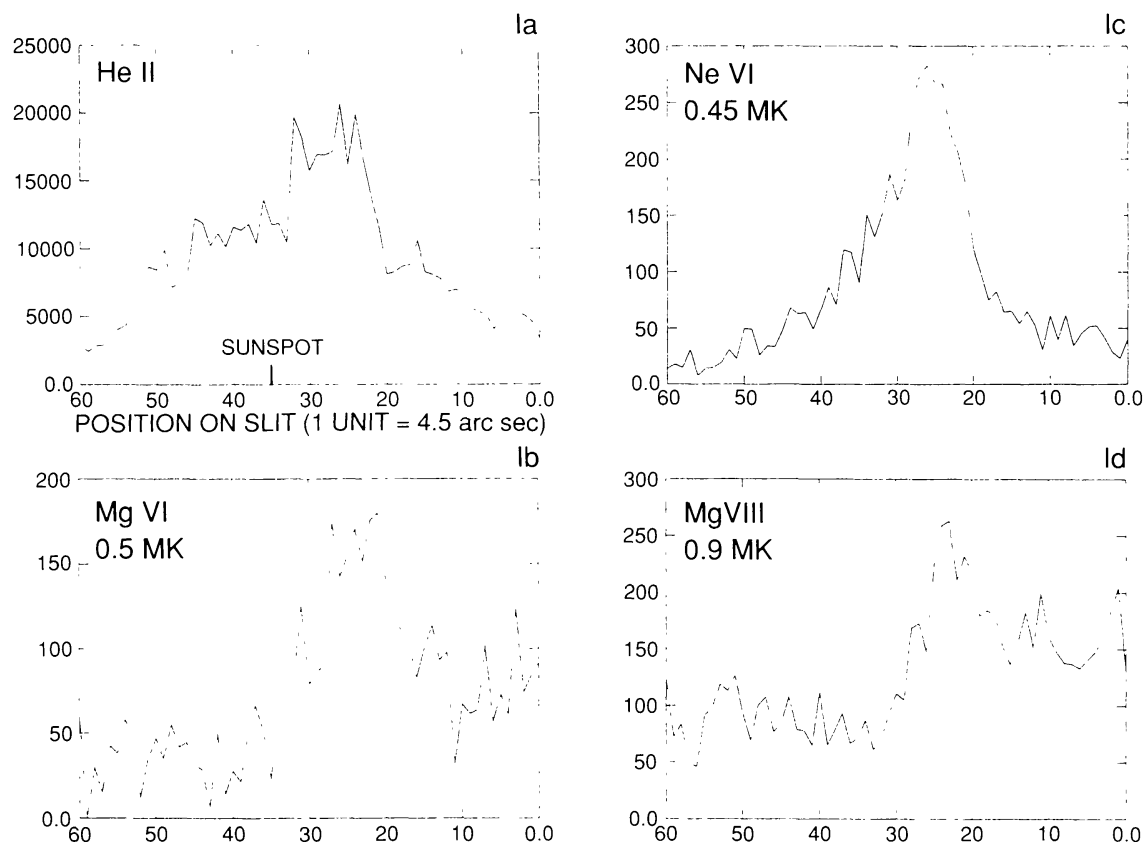 Ia
25000
20000
15000
10000
5000
0.0
He II
SUNSPOT
60 50 40 30 20 10 0.0
POSITION ON SLIT (1 UNIT = 4.5 arc sec)
Ic
300
250
200
150
100
50
0.0
Ne VI
0.45 MK
60 50 40 30 20 10 0.0
Ib
200
150
100
50
0.0
Mg VI
0.5 MK
60 50 40 30 20 10 0.0
Id
300
250
200
150
100
50
0.0
MgVIII
0.9 MK
60 50 40 30 20 10 0.0